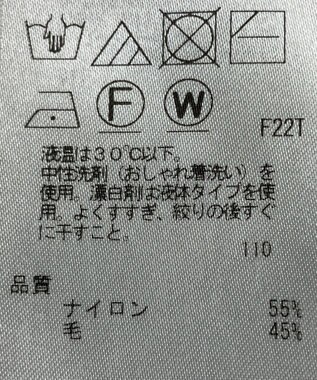 F W
F22T
液温は30℃以下。
中性洗剤（おしゃれ着洗い）を
使用。漂白剤は液体タイプを使
用。よくすすぎ、絞りの後すぐ
に干すこと。
110
品質
ナイロン 55%
毛 45%